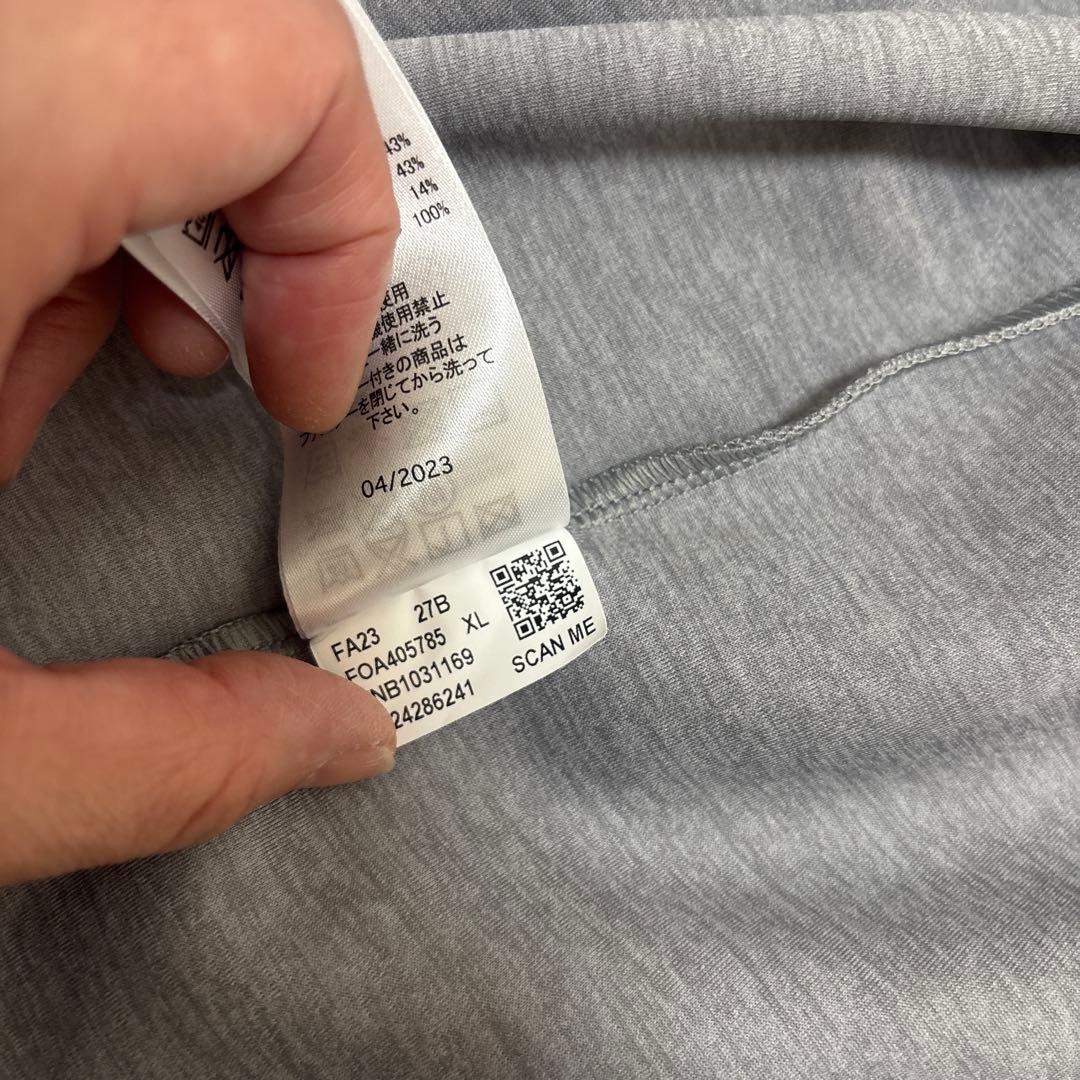 43%
43%
14%
100%
使用
使用禁止
一緒に洗う
ー付きの商品は
ーを閉じてから洗って
下さい。
04/2023
FA23 27B
FOA405785 XL
NB1031169
24286241
SCAN ME